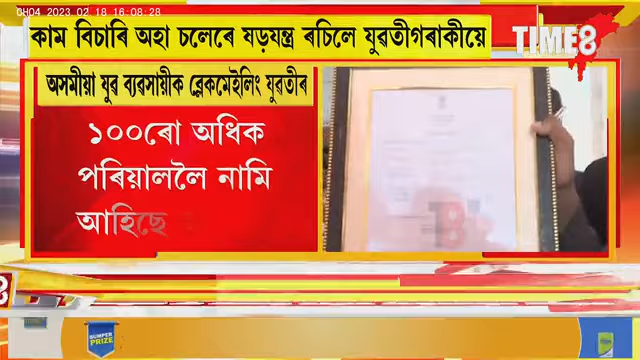 CH04 2023 02 18 16:08:28
কাম বিচাৰি অহা চলেৰে ষড়যন্ত্ৰ ৰচিলে যুৱতীগৰাকীয়ে
TIME8
অসমীয়া যুৱ ব্যৱসায়ীক ব্লেকমেইলিং যুৱতীৰ
১০০ৰো অধিক
পৰিয়াললৈ নামি
আহিছে
BUMPER
PRIZE